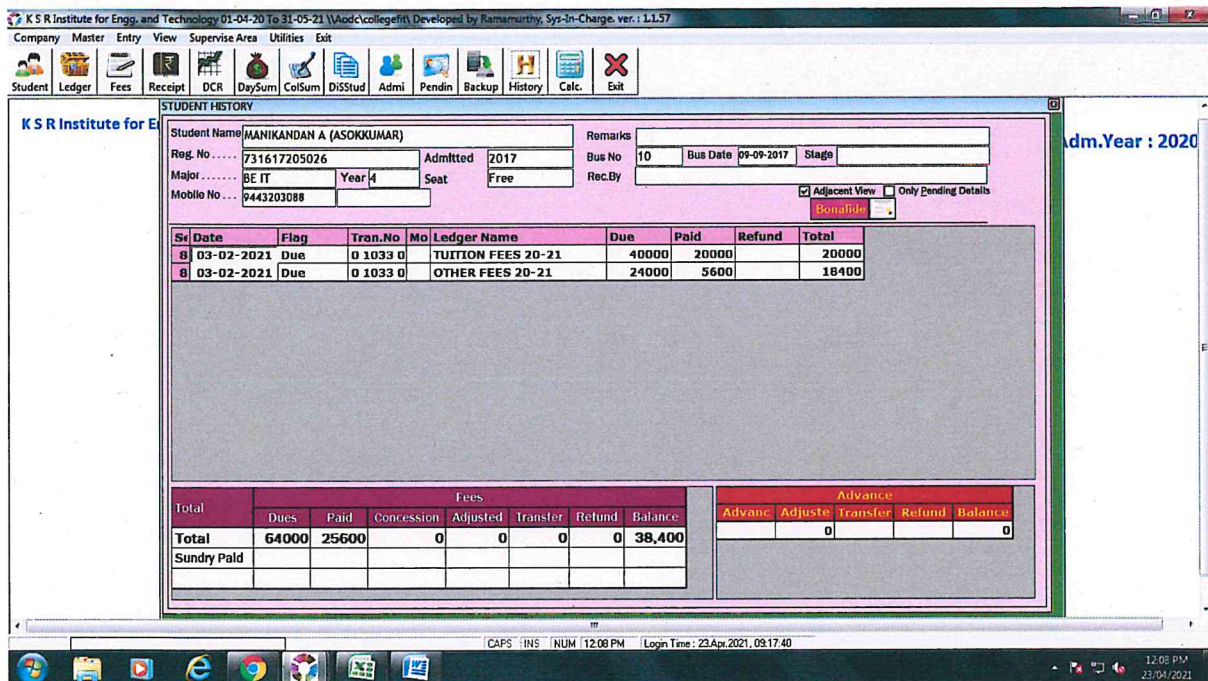 K S R Institute for Engg. and Technology 01-04-20 To 31-05-21 \\Aodc\collegefit\ Developed by Ramamurthy, Sys-In-Charge. ver. : 1.1.57
Company Master Entry View Supervise Area Utilities Exit
Student Ledger Fees Receipt DCR DaySum ColSum DiSStud Admi Pendin Backup History Calc. Exit
K S R Institute for E
Adm.Year : 2020
STUDENT HISTORY
Student Name MANIKANDAN A (ASOKKUMAR) Remarks
Reg. No ..... 731617205026 Admitted 2017 Bus No 10 Bus Date 09-09-2017 Stage
Major ....... BE IT Year 4 Seat Free Rec.By
Mobile No ... 9443203088 Adjacent View Only Pending Details
Bonafide
Se Date Flag Tran.No Mo Ledger Name Due Paid Refund Total
8 03-02-2021 Due 0 1033 0 TUITION FEES 20-21 40000 20000 20000
8 03-02-2021 Due 0 1033 0 OTHER FEES 20-21 24000 5600 18400
Total Fees
Dues Paid Concession Adjusted Transfer Refund Balance
Total 64000 25600 0 0 0 0 38,400
Sundry Paid
Advance
Advanc Adjuste Transfer Refund Balance
0 0
CAPS INS NUM 12:08 PM Login Time : 23.Apr.2021, 09:17:40
12:08 PM
23/04/2021